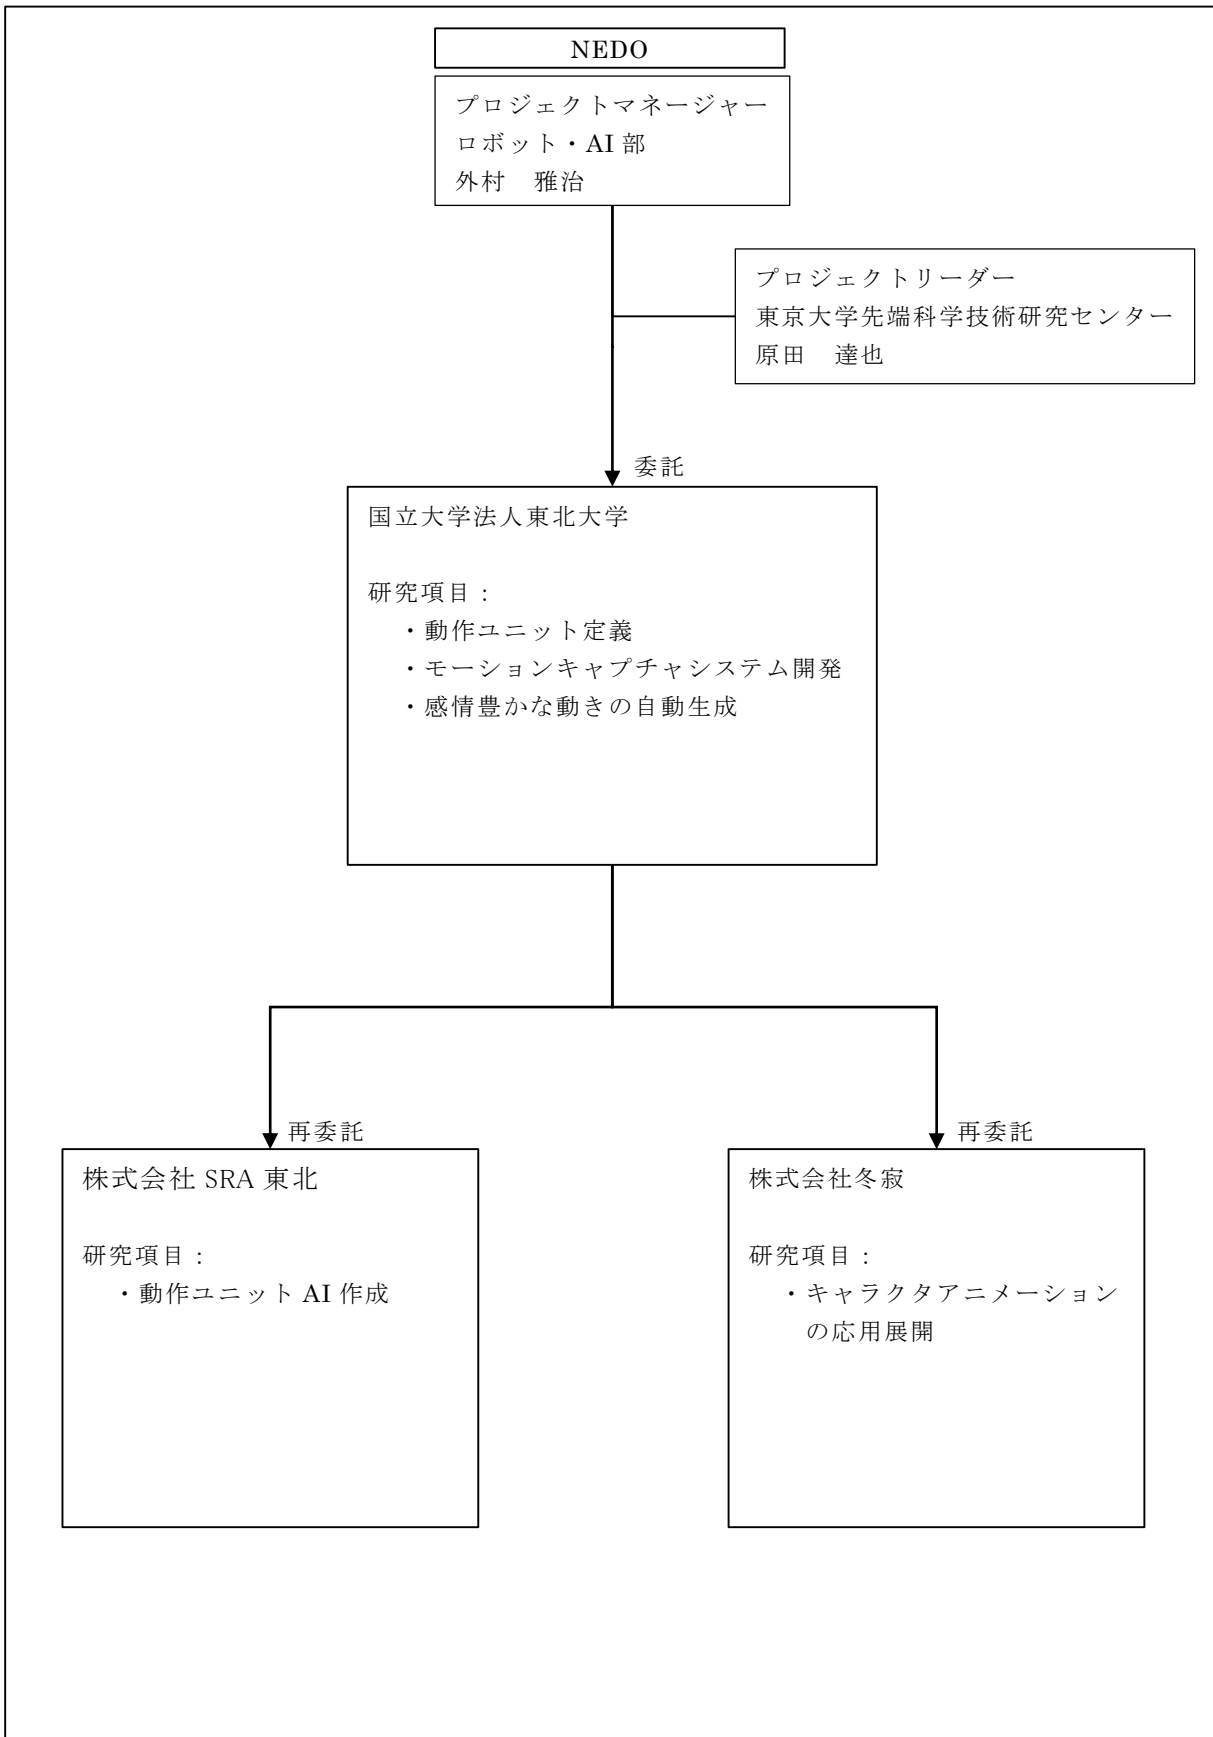 NEDO
プロジェクトマネージャー
ロボット・AI 部
外村　雅治
プロジェクトリーダー
東京大学先端科学技術研究センター
原田　達也
委託
国立大学法人東北大学
研究項目：
・動作ユニット定義
・モーションキャプチャシステム開発
・感情豊かな動きの自動生成
再委託
株式会社 SRA 東北
研究項目：
・動作ユニット AI 作成
再委託
株式会社冬寂
研究項目：
・キャラクタアニメーション
の応用展開